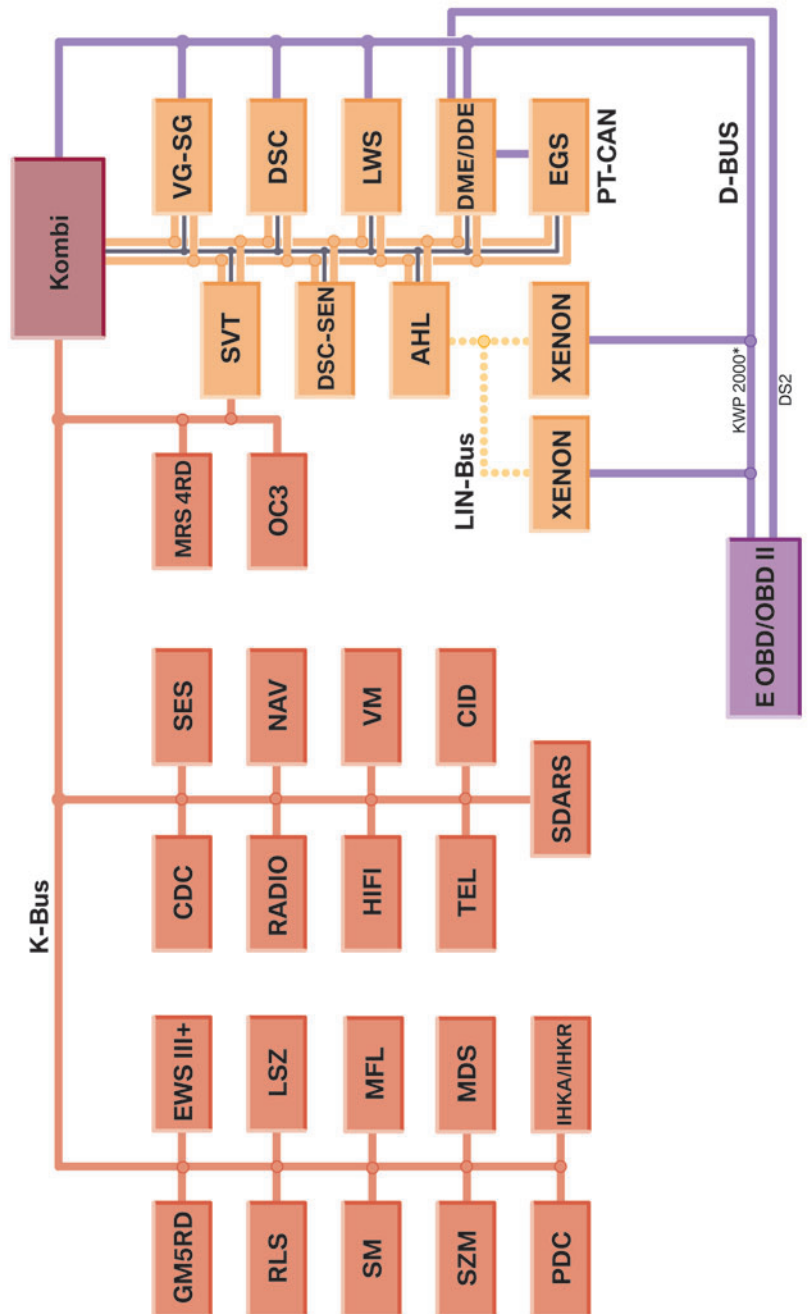 K-Bus
Kombi
GM5RD
EWS III+
CDC
SES
MRS 4RD
VG-SG
RLS
LSZ
RADIO
NAV
OC3
SVT
DSC
SM
MFL
HIFI
VM
DSC-SEN
LWS
SZM
MDS
TEL
CID
LIN-Bus
AHL
DME/DDE
PDC
IHKA/IHKR
SDARS
XENON
XENON
EGS
PT-CAN
D-BUS
KWP 2000*
DS2
E OBD/OBD II